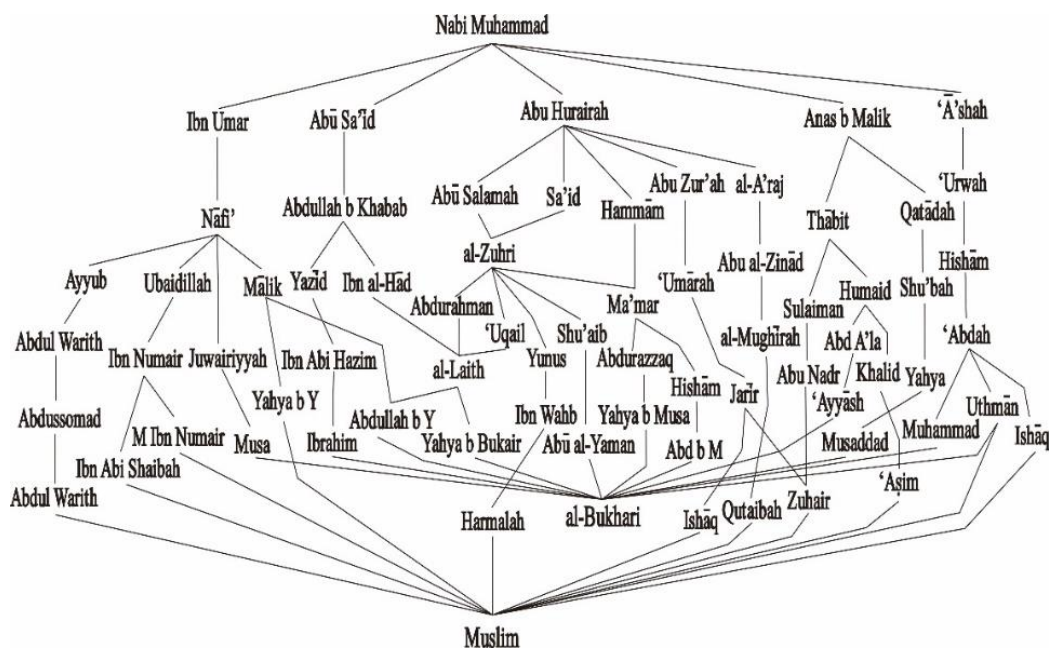 Nabi Muhammad
Ibn Umar
Abū Sa'īd
Abu Hurairah
Anas b Malik
'Ā'shah
Nāfi'
Abdullah b Khabab
Abū Salamah
Sa'id
Hammām
Abu Zur'ah
al-A'raj
Thābit
Qatādah
'Urwah
Ayyub
Ubaidillah
Mālik
Yazīd
Ibn al-Hād
al-Zuhri
'Umārah
Abu al-Zinād
Humaid
Shu'bah
Hishām
Abdul Warith
Ibn Numair
Juwairiyyah
Ibn Abi Hazim
Abdurahman
'Uqail
Yunus
Shu'aib
Ma'mar
al-Mughīrah
Sulaiman
Abd A'la
'Abdah
al-Laith
Abdurazzaq
Hishām
Jarīr
Abu Nadr
Khalid
Yahya
Abdussomad
Yahya b Y
Abdullah b Y
Ibn Wahb
Yahya b Musa
'Ayyāsh
Uthmān
M Ibn Numair
Musa
Ibrahim
Yahya b Bukair
Abū al-Yaman
Abd b M
Musaddad
Muhammad
Ishāq
Ibn Abi Shaibah
Abdul Warith
Harmalah
al-Bukhari
Ishāq
Qutaibah
Zuhair
'Aṣim
Muslim